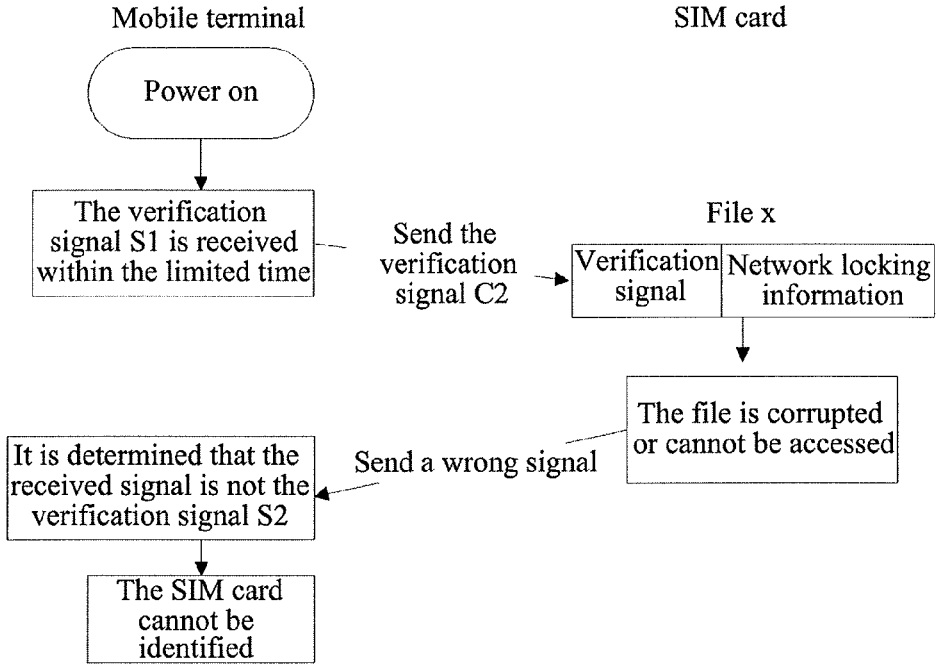 Mobile terminal
SIM card
Power on
The verification
signal S1 is received
within the limited time
Send the
verification
signal C2
File x
Verification
signal
Network locking
information
The file is corrupted
or cannot be accessed
Send a wrong signal
It is determined that the
received signal is not the
verification signal S2
The SIM card
cannot be
identified